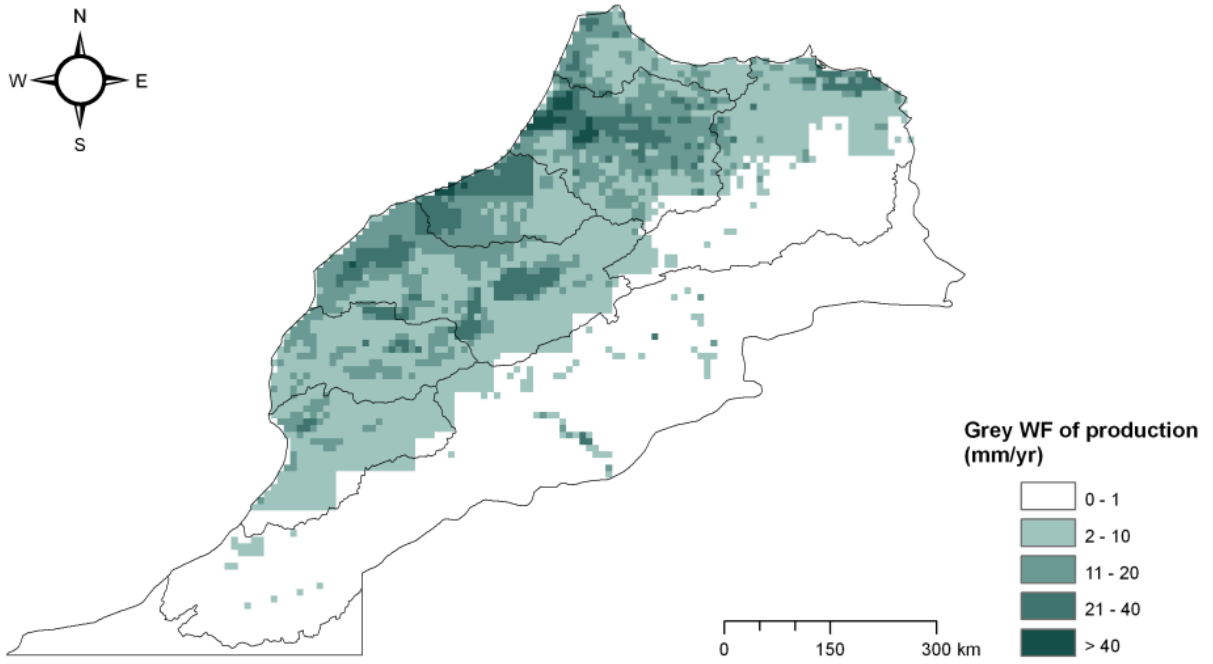 N
W
E
S
Grey WF of production
(mm/yr)
0 - 1
2 - 10
11 - 20
21 - 40
> 40
0
150
300 km